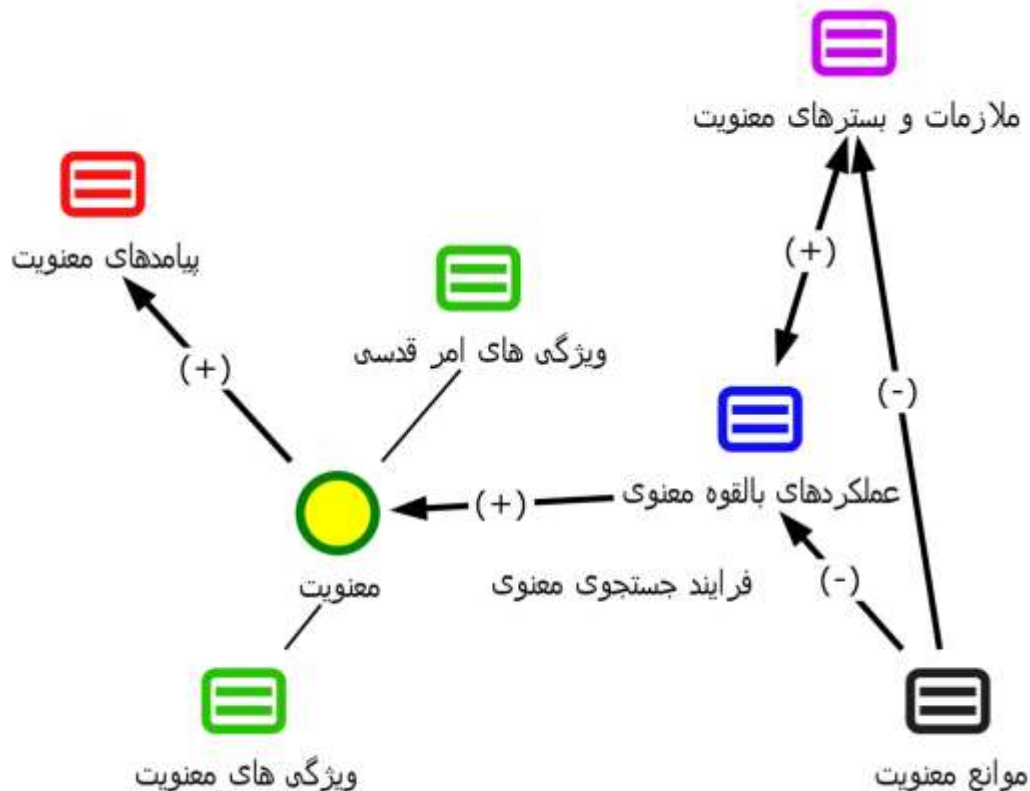 ملازمات و بسترهای معنویت
پیامدهای معنویت
(+)
ویژگی های امر قدسی
(+)
(-)
عملکردهای بالقوه معنوی
(+)
فرایند جستجوی معنوی
(-)
معنویت
ویژگی های معنویت
موانع معنویت